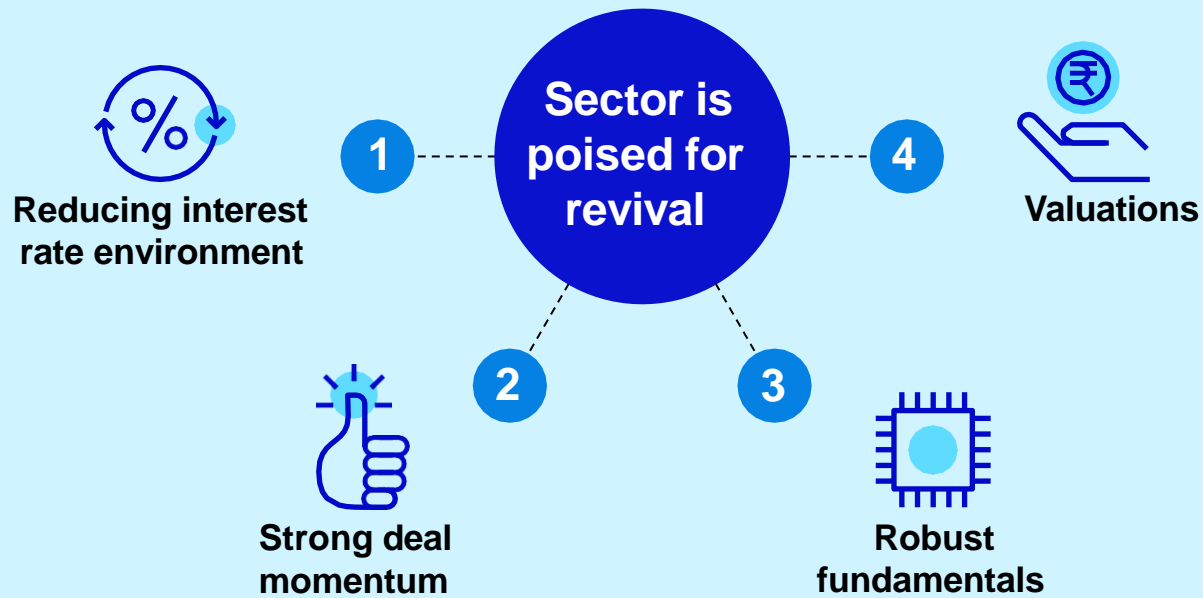 Sector is
poised for
revival
1
Reducing interest
rate environment
2
Strong deal
momentum
3
Robust
fundamentals
4
₹
Valuations
%